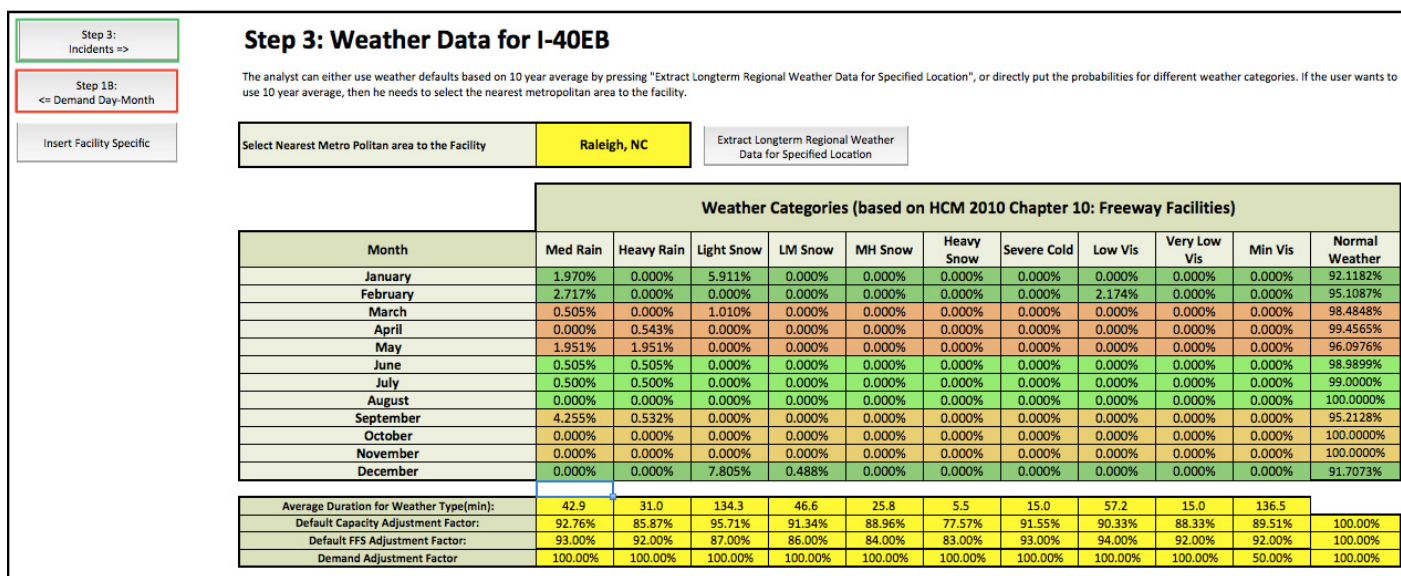 Step 3:
Incidents =>
Step 1B:
<= Demand Day-Month
Insert Facility Specific
Step 3: Weather Data for I-40EB
The analyst can either use weather defaults based on 10 year average by pressing "Extract Longterm Regional Weather Data for Specified Location", or directly put the probabilities for different weather categories. If the user wants to
use 10 year average, then he needs to select the nearest metropolitan area to the facility.
Select Nearest Metro Politan area to the Facility Raleigh, NC
Extract Longterm Regional Weather
Data for Specified Location
Weather Categories (based on HCM 2010 Chapter 10: Freeway Facilities)
Month Med Rain Heavy Rain Light Snow LM Snow MH Snow Heavy Snow Severe Cold Low Vis Very Low Vis Min Vis Normal Weather
January 1.970% 0.000% 5.911% 0.000% 0.000% 0.000% 0.000% 0.000% 0.000% 0.000% 92.1182%
February 2.717% 0.000% 0.000% 0.000% 0.000% 0.000% 0.000% 2.174% 0.000% 0.000% 95.1087%
March 0.505% 0.000% 1.010% 0.000% 0.000% 0.000% 0.000% 0.000% 0.000% 0.000% 98.4848%
April 0.000% 0.543% 0.000% 0.000% 0.000% 0.000% 0.000% 0.000% 0.000% 0.000% 99.4565%
May 1.951% 1.951% 0.000% 0.000% 0.000% 0.000% 0.000% 0.000% 0.000% 0.000% 96.0976%
June 0.505% 0.505% 0.000% 0.000% 0.000% 0.000% 0.000% 0.000% 0.000% 0.000% 98.9899%
July 0.500% 0.500% 0.000% 0.000% 0.000% 0.000% 0.000% 0.000% 0.000% 0.000% 99.0000%
August 0.000% 0.000% 0.000% 0.000% 0.000% 0.000% 0.000% 0.000% 0.000% 0.000% 100.0000%
September 4.255% 0.532% 0.000% 0.000% 0.000% 0.000% 0.000% 0.000% 0.000% 0.000% 95.2128%
October 0.000% 0.000% 0.000% 0.000% 0.000% 0.000% 0.000% 0.000% 0.000% 0.000% 100.0000%
November 0.000% 0.000% 0.000% 0.000% 0.000% 0.000% 0.000% 0.000% 0.000% 0.000% 100.0000%
December 0.000% 0.000% 7.805% 0.488% 0.000% 0.000% 0.000% 0.000% 0.000% 0.000% 91.7073%
Average Duration for Weather Type(min): 42.9 31.0 134.3 46.6 25.8 5.5 15.0 57.2 15.0 136.5
Default Capacity Adjustment Factor: 92.76% 85.87% 95.71% 91.34% 88.96% 77.57% 91.55% 90.33% 88.33% 89.51% 100.00%
Default FFS Adjustment Factor: 93.00% 92.00% 87.00% 86.00% 84.00% 83.00% 93.00% 94.00% 92.00% 92.00% 100.00%
Demand Adjustment Factor 100.00% 100.00% 100.00% 100.00% 100.00% 100.00% 100.00% 100.00% 100.00% 50.00% 100.00%